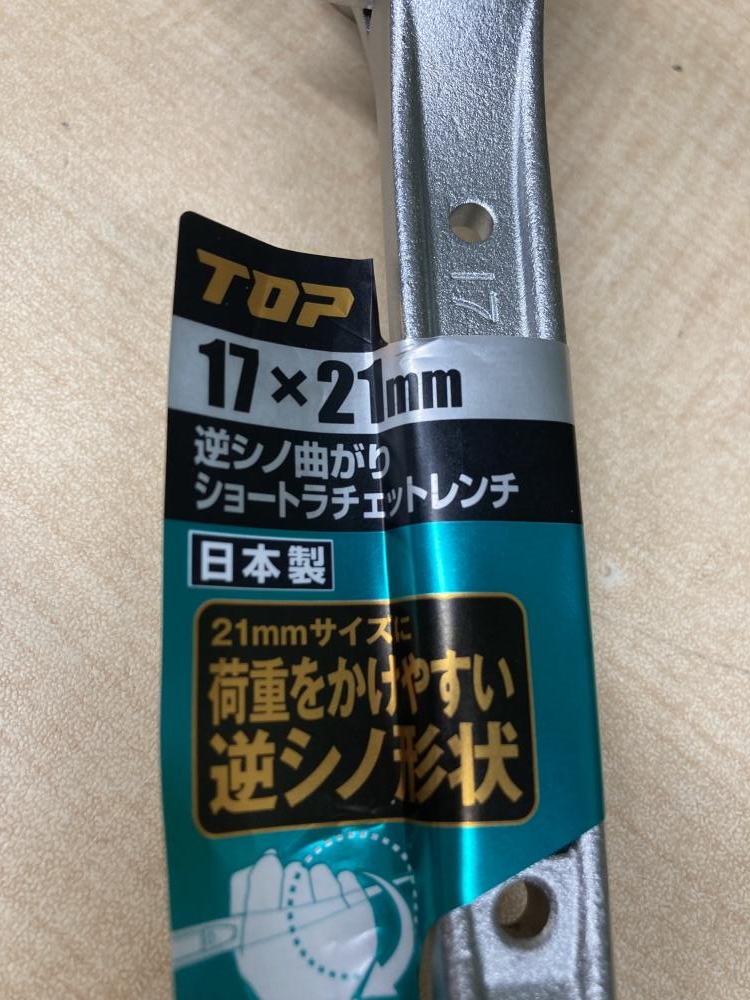 17
TOP
17×21mm
逆シノ曲がり
ショートラチェットレンチ
日本製
21mmサイズに
荷重をかけやすい
逆シノ形状